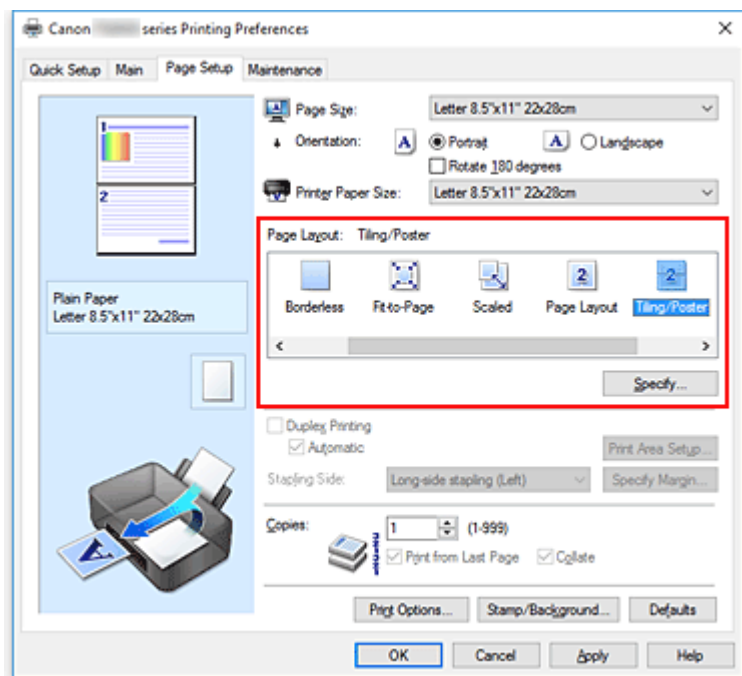 Canon series Printing Preferences
Quick Setup Main Page Setup Maintenance
1
2
Plain Paper
Letter 8.5"x11" 22x28cm
Page Size: Letter 8.5"x11" 22x28cm
Orientation: A Portrait A Landscape
Rotate 180 degrees
Printer Paper Size: Letter 8.5"x11" 22x28cm
Page Layout: Tiling/Poster
2 2
Borderless Fit-to-Page Scaled Page Layout Tiling/Poster
Specify...
Duplex Printing
Automatic Print Area Setup...
Stapling Side: Long-side stapling (Left) Specify Margin...
Copies: 1 (1-999)
Print from Last Page Collate
Print Options... Stamp/Background... Defaults
OK Cancel Apply Help